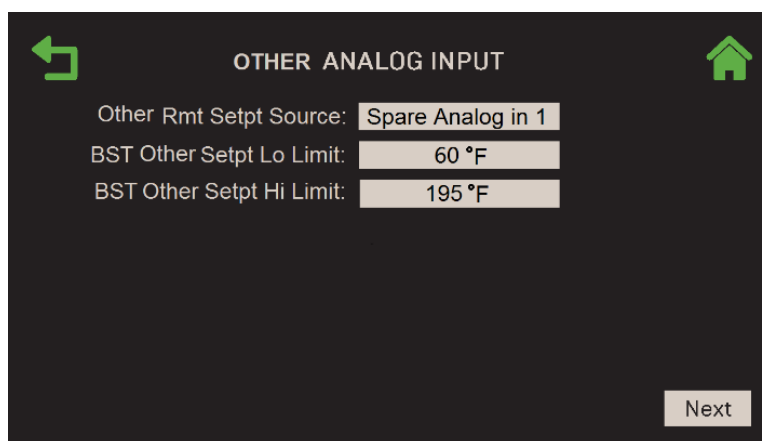 OTHER ANALOG INPUT
Other Rmt Setpt Source: Spare Analog in 1
BST Other Setpt Lo Limit: 60 °F
BST Other Setpt Hi Limit: 195 °F
Next